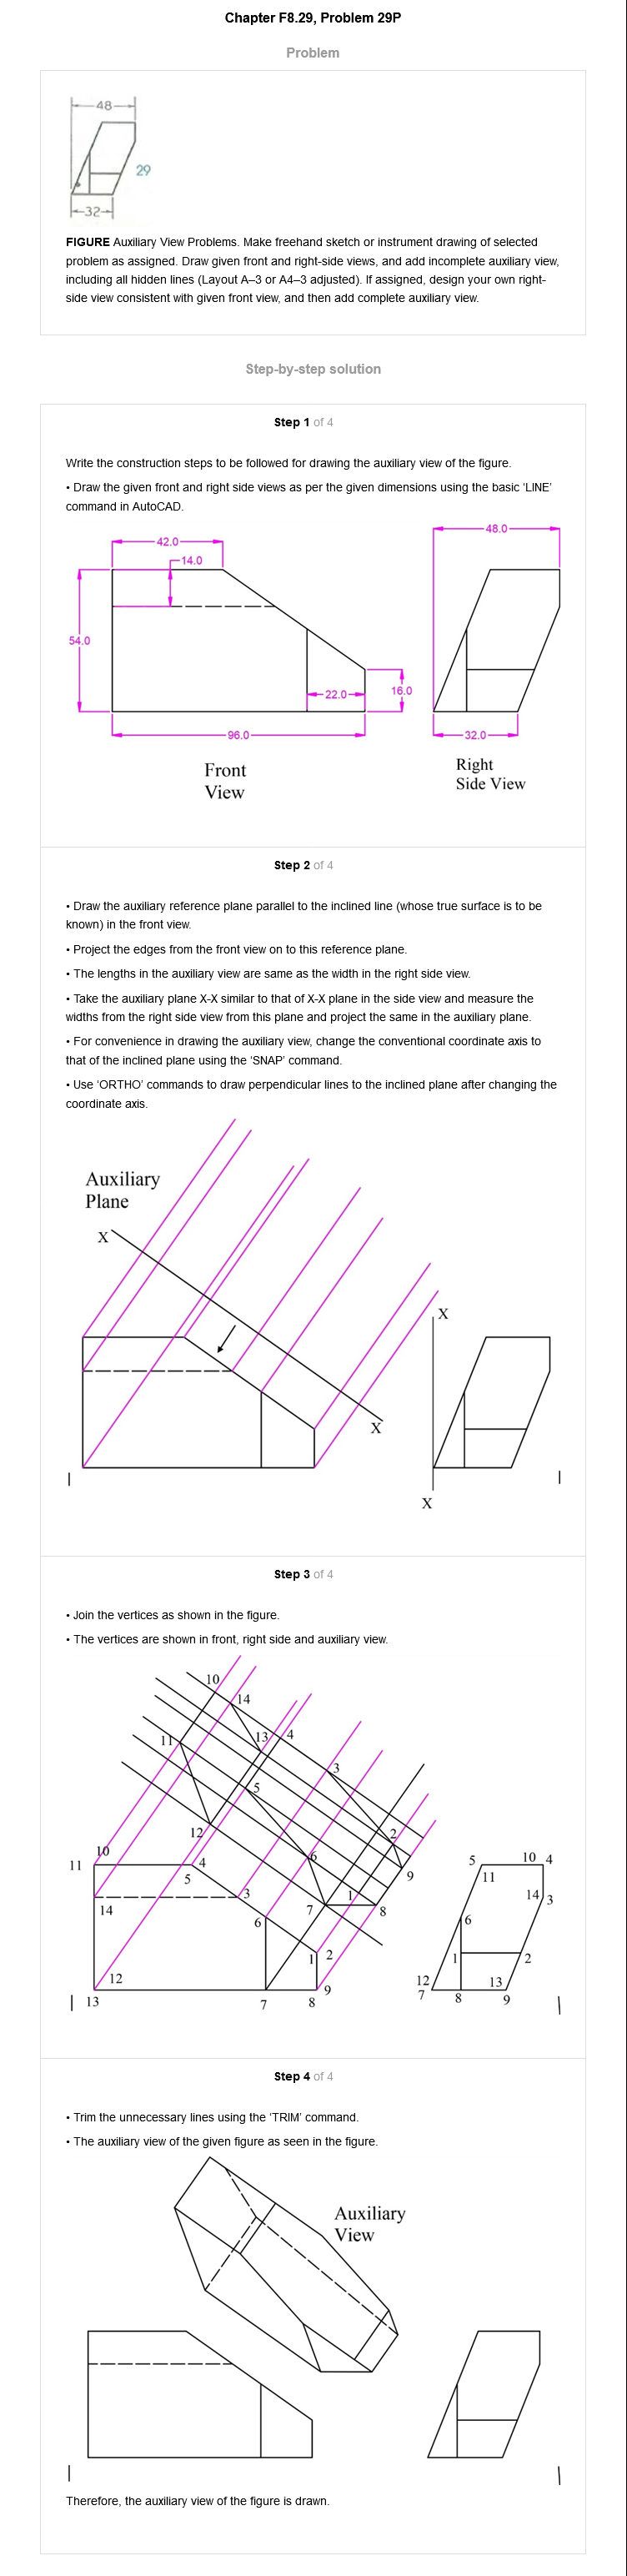 Chapter F8.29, Problem 29P
Problem
48
29
32
FIGURE Auxiliary View Problems. Make freehand sketch or instrument drawing of selected
problem as assigned. Draw given front and right-side views, and add incomplete auxiliary view,
including all hidden lines (Layout A–3 or A4–3 adjusted). If assigned, design your own right-
side view consistent with given front view, and then add complete auxiliary view.
Step-by-step solution
Step 1 of 4
Write the construction steps to be followed for drawing the auxiliary view of the figure.
• Draw the given front and right side views as per the given dimensions using the basic ‘LINE’
command in AutoCAD.
48.0
42.0
14.0
54.0
22.0
16.0
96.0
32.0
Front
View
Right
Side View
Step 2 of 4
• Draw the auxiliary reference plane parallel to the inclined line (whose true surface is to be
known) in the front view.
• Project the edges from the front view on to this reference plane.
• The lengths in the auxiliary view are same as the width in the right side view.
• Take the auxiliary plane X-X similar to that of X-X plane in the side view and measure the
widths from the right side view from this plane and project the same in the auxiliary plane.
• For convenience in drawing the auxiliary view, change the conventional coordinate axis to
that of the inclined plane using the ‘SNAP’ command.
• Use ‘ORTHO’ commands to draw perpendicular lines to the inclined plane after changing the
coordinate axis.
Auxiliary
Plane
X
X
X
X
Step 3 of 4
• Join the vertices as shown in the figure.
• The vertices are shown in front, right side and auxiliary view.
10
14
13 4
11
3
5
12
2
6
9
1
7 8
10
11 4
5
3
14
6
1 2
12
9
13 7 8
5 10 4
11
14 3
6
1 2
12 13
7 8 9
Step 4 of 4
• Trim the unnecessary lines using the ‘TRIM’ command.
• The auxiliary view of the given figure as seen in the figure.
Auxiliary
View
Therefore, the auxiliary view of the figure is drawn.